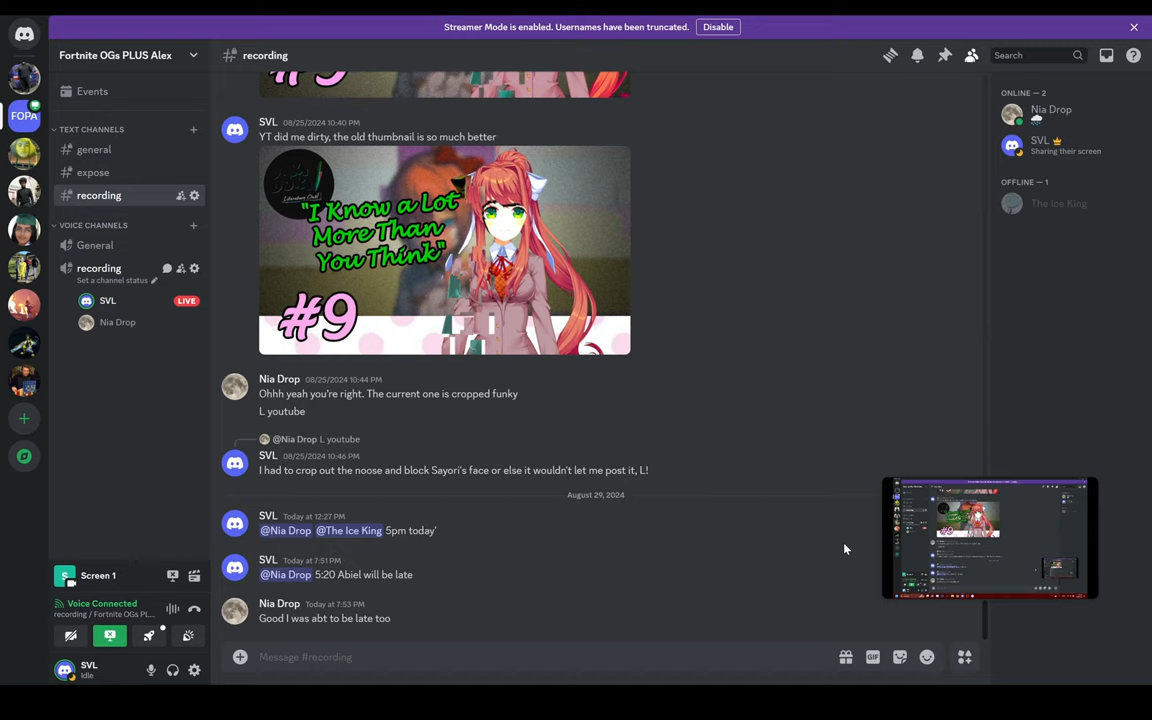 Streamer Mode is enabled. Usernames have been truncated.
Disable
Fortnite OGs PLUS Alex
recording
Search
Events
TEXT CHANNELS
general
expose
recording
VOICE CHANNELS
General
recording
Set a channel status
SVL
LIVE
Nia Drop
FOPA
#9
SVL 08/25/2024 10:40 PM
YT did me dirty, the old thumbnail is so much better
Literature Club!
"I Know a Lot
More Than
You Think"
#9
Nia Drop 08/25/2024 10:44 PM
Ohhh yeah you're right. The current one is cropped funky
L youtube
@Nia Drop L youtube
SVL 08/25/2024 10:46 PM
I had to crop out the noose and block Sayori's face or else it wouldn't let me post it, L!
August 29, 2024
SVL Today at 12:27 PM
@Nia Drop @The Ice King 5pm today'
SVL Today at 7:51 PM
@Nia Drop 5:20 Abiel will be late
Nia Drop Today at 7:53 PM
Good I was abt to be late too
Message #recording
GIF
ONLINE — 2
Nia Drop
SVL
Sharing their screen
OFFLINE — 1
The Ice King
S
Screen 1
Voice Connected
recording / Fortnite OGs PL...
SVL
Idle